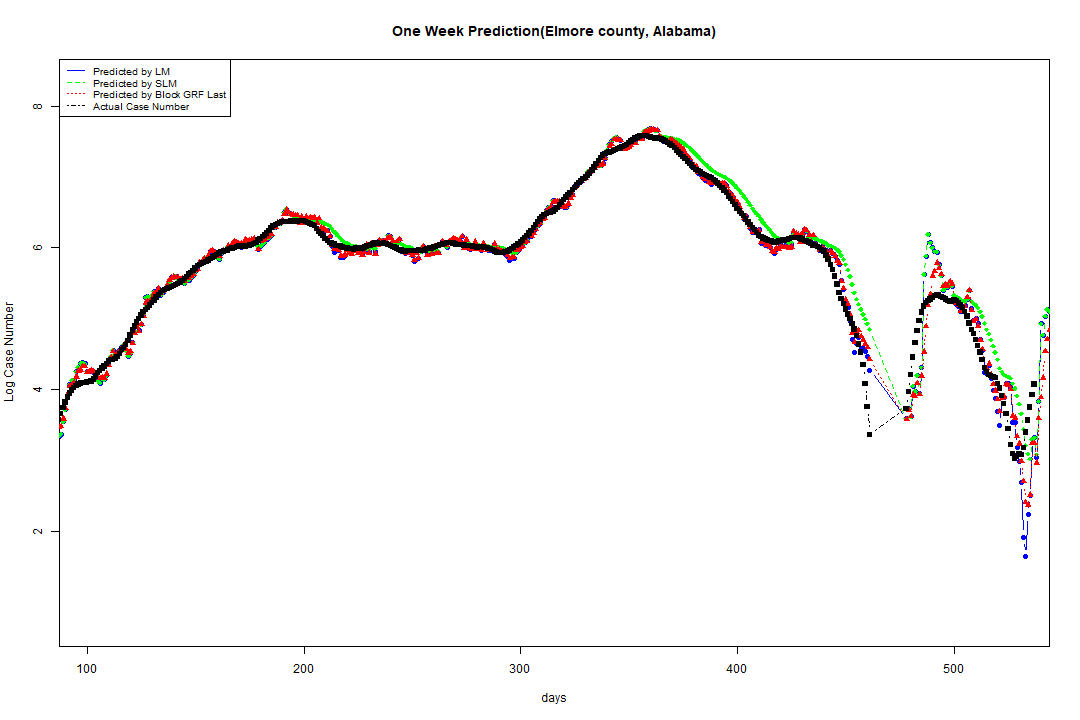 One Week Prediction(Elmore county, Alabama)
Predicted by LM
Predicted by SLM
Predicted by Block GRF Last
Actual Case Number
Log Case Number
8
6
4
2
100
200
300
400
500
days